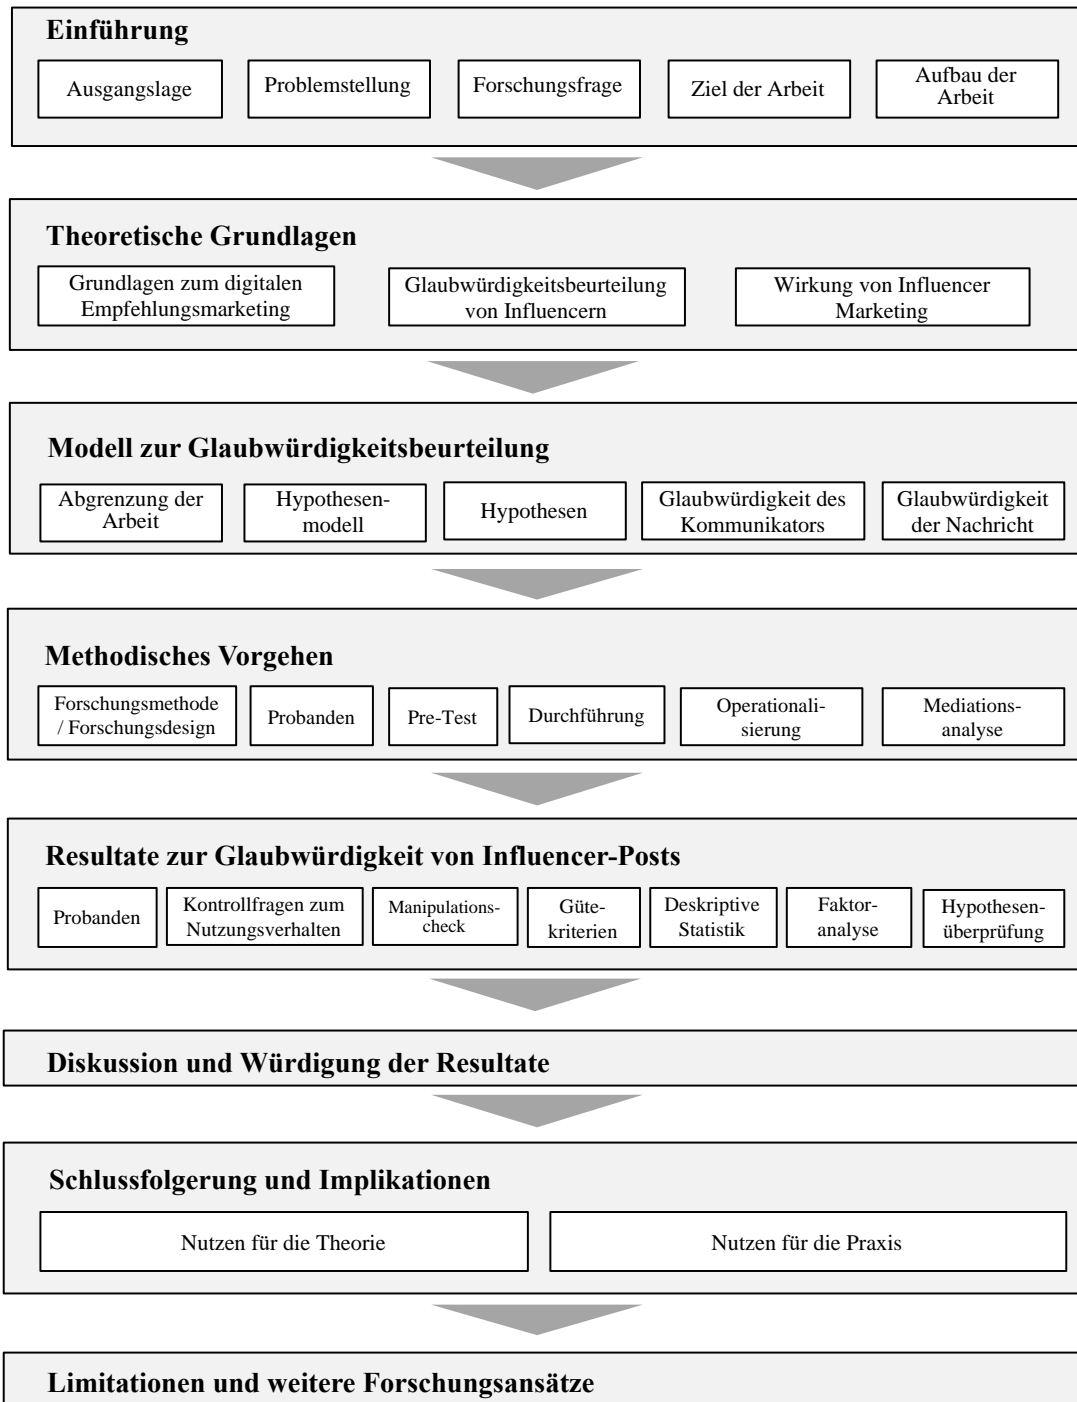 Einführung
Ausgangslage
Problemstellung
Forschungsfrage
Ziel der Arbeit
Aufbau der
Arbeit
Theoretische Grundlagen
Grundlagen zum digitalen
Empfehlungsmarketing
Glaubwürdigkeitsbeurteilung
von Influencern
Wirkung von Influencer
Marketing
Modell zur Glaubwürdigkeitsbeurteilung
Abgrenzung der
Arbeit
Hypothesen-
modell
Hypothesen
Glaubwürdigkeit des
Kommunikators
Glaubwürdigkeit
der Nachricht
Methodisches Vorgehen
Forschungsmethode
/ Forschungsdesign
Probanden
Pre-Test
Durchführung
Operationali-
sierung
Mediations-
analyse
Resultate zur Glaubwürdigkeit von Influencer-Posts
Probanden
Kontrollfragen zum
Nutzungsverhalten
Manipulations-
check
Güte-
kriterien
Deskriptive
Statistik
Faktor-
analyse
Hypothesen-
überprüfung
Diskussion und Würdigung der Resultate
Schlussfolgerung und Implikationen
Nutzen für die Theorie
Nutzen für die Praxis
Limitationen und weitere Forschungsansätze